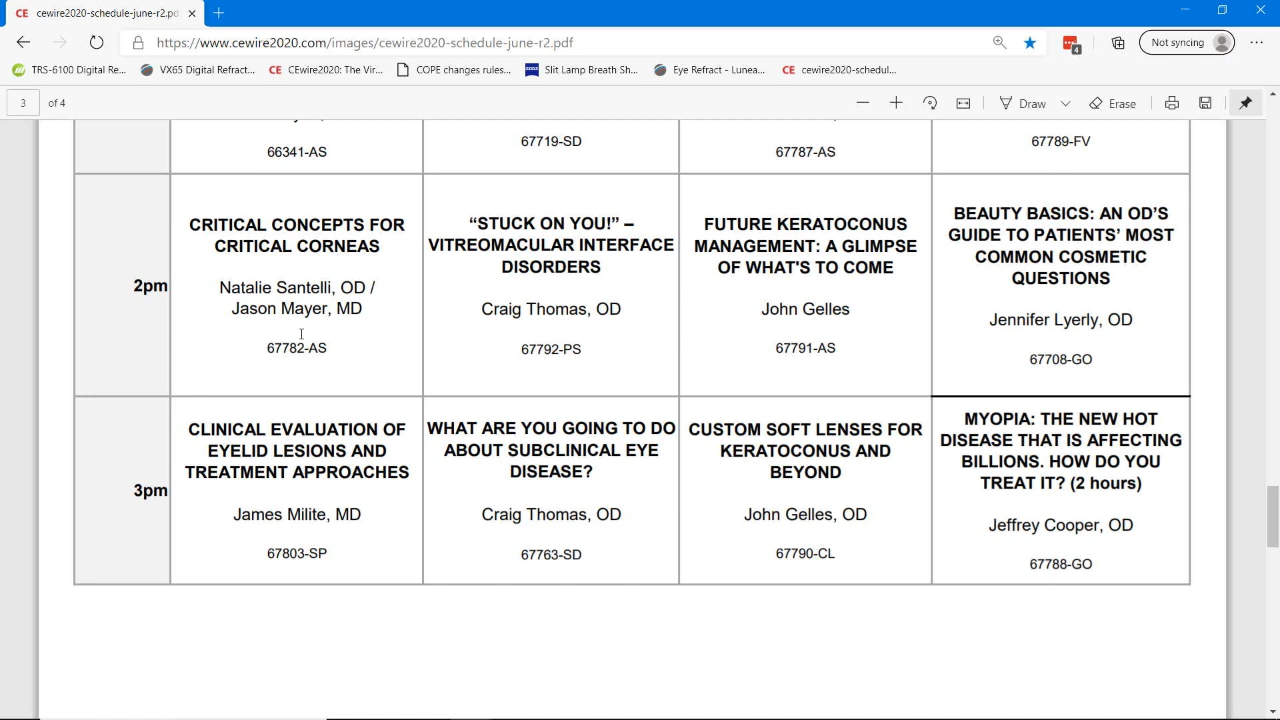 CE cewire2020-schedule-june-r2.pd
https://www.cewire2020.com/images/cewire2020-schedule-june-r2.pdf
4
Not syncing
TRS-6100 Digital Re...
VX65 Digital Refract...
CE CEwire2020: The Vir...
COPE changes rules...
ZEISS Slit Lamp Breath Sh...
Eye Refract - Lunea...
CE cewire2020-schedul...
3 of 4
Draw
Erase
66341-AS
67719-SD
67787-AS
67789-FV
2pm
CRITICAL CONCEPTS FOR
CRITICAL CORNEAS
Natalie Santelli, OD /
Jason Mayer, MD
67782-AS
“STUCK ON YOU!” –
VITREOMACULAR INTERFACE
DISORDERS
Craig Thomas, OD
67792-PS
FUTURE KERATOCONUS
MANAGEMENT: A GLIMPSE
OF WHAT'S TO COME
John Gelles
67791-AS
BEAUTY BASICS: AN OD’S
GUIDE TO PATIENTS’ MOST
COMMON COSMETIC
QUESTIONS
Jennifer Lyerly, OD
67708-GO
3pm
CLINICAL EVALUATION OF
EYELID LESIONS AND
TREATMENT APPROACHES
James Milite, MD
67803-SP
WHAT ARE YOU GOING TO DO
ABOUT SUBCLINICAL EYE
DISEASE?
Craig Thomas, OD
67763-SD
CUSTOM SOFT LENSES FOR
KERATOCONUS AND
BEYOND
John Gelles, OD
67790-CL
MYOPIA: THE NEW HOT
DISEASE THAT IS AFFECTING
BILLIONS. HOW DO YOU
TREAT IT? (2 hours)
Jeffrey Cooper, OD
67788-GO